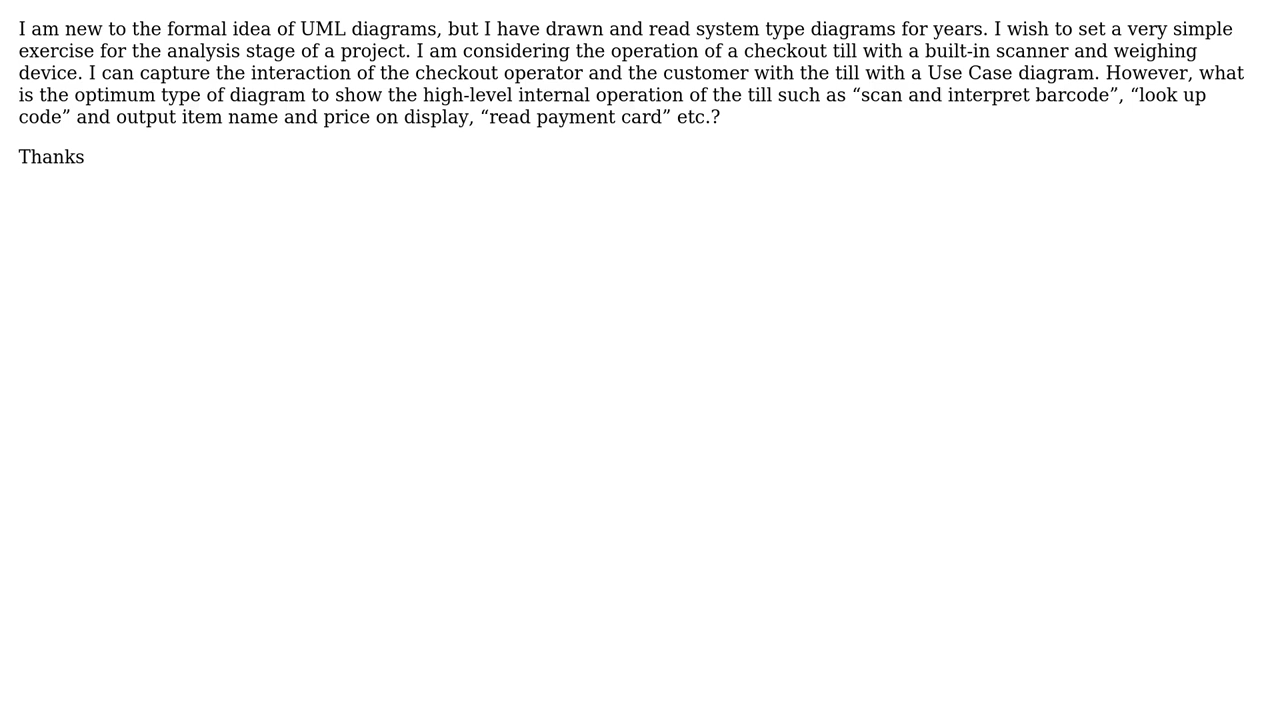 I am new to the formal idea of UML diagrams, but I have drawn and read system type diagrams for years. I wish to set a very simple
exercise for the analysis stage of a project. I am considering the operation of a checkout till with a built-in scanner and weighing
device. I can capture the interaction of the checkout operator and the customer with the till with a Use Case diagram. However, what
is the optimum type of diagram to show the high-level internal operation of the till such as “scan and interpret barcode”, “look up
code” and output item name and price on display, “read payment card” etc.?
Thanks